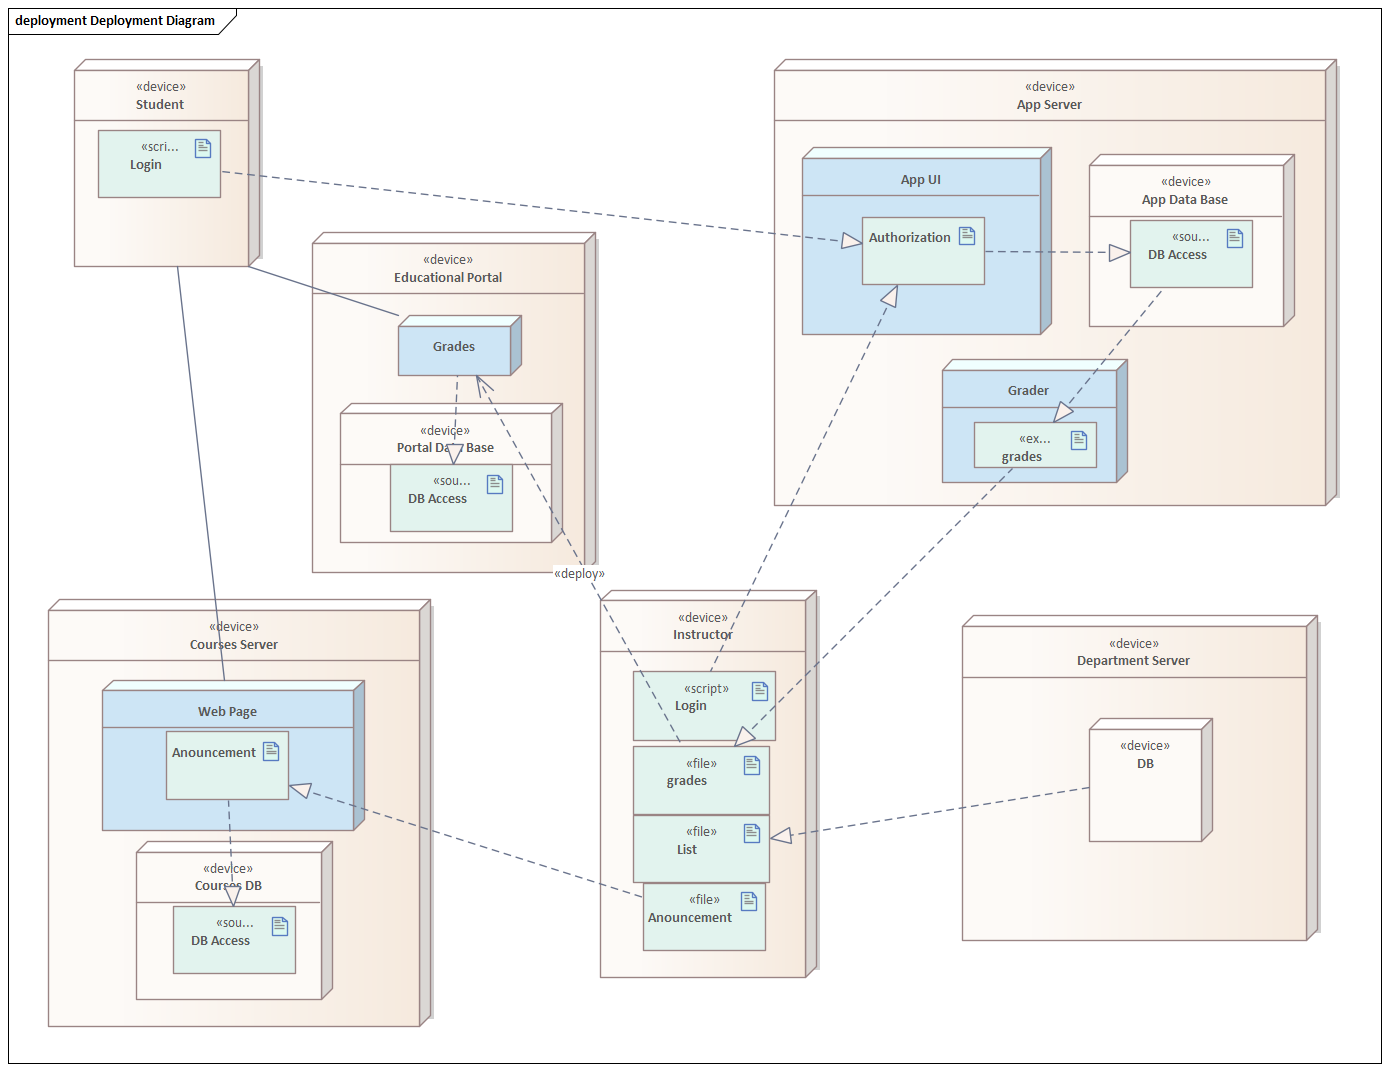 deployment Deployment Diagram
«device»
Student
«scri...
Login
«device»
App Server
App UI
Authorization
«device»
App Data Base
«sou...
DB Access
Grader
«ex...
grades
«device»
Educational Portal
Grades
«device»
Portal Data Base
«sou...
DB Access
«deploy»
«device»
Courses Server
Web Page
Anouncement
«device»
Courses DB
«sou...
DB Access
«device»
Instructor
«script»
Login
«file»
grades
«file»
List
«file»
Anouncement
«device»
Department Server
«device»
DB